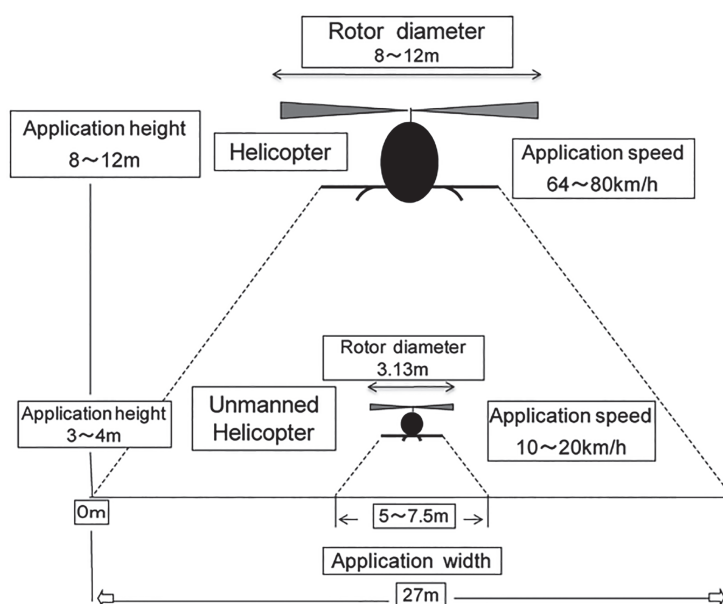 Rotor diameter
8～12m
Application height
8～12m
Helicopter
Application speed
64～80km/h
Rotor diameter
3.13m
Application height
3～4m
Unmanned
Helicopter
Application speed
10～20km/h
0m
5～7.5m
Application width
27m